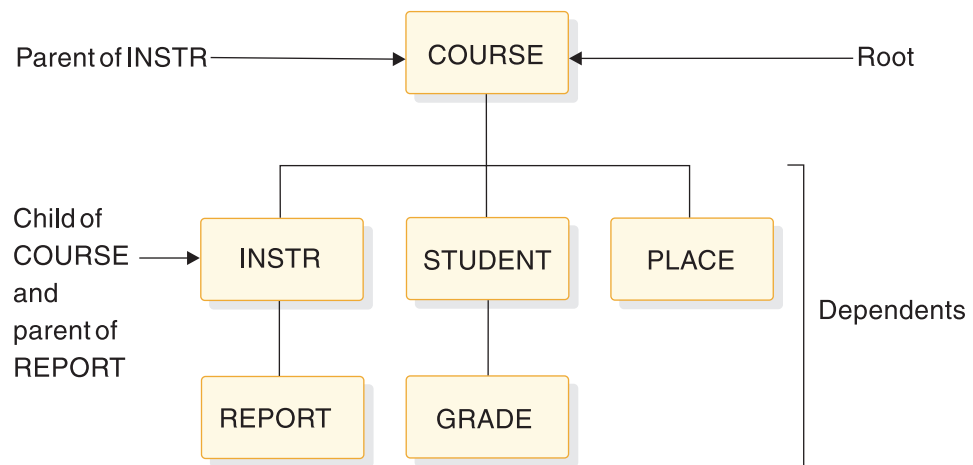 COURSE
Parent of INSTR
Root
Child of
COURSE
and
parent of
REPORT
INSTR
STUDENT
PLACE
Dependents
REPORT
GRADE